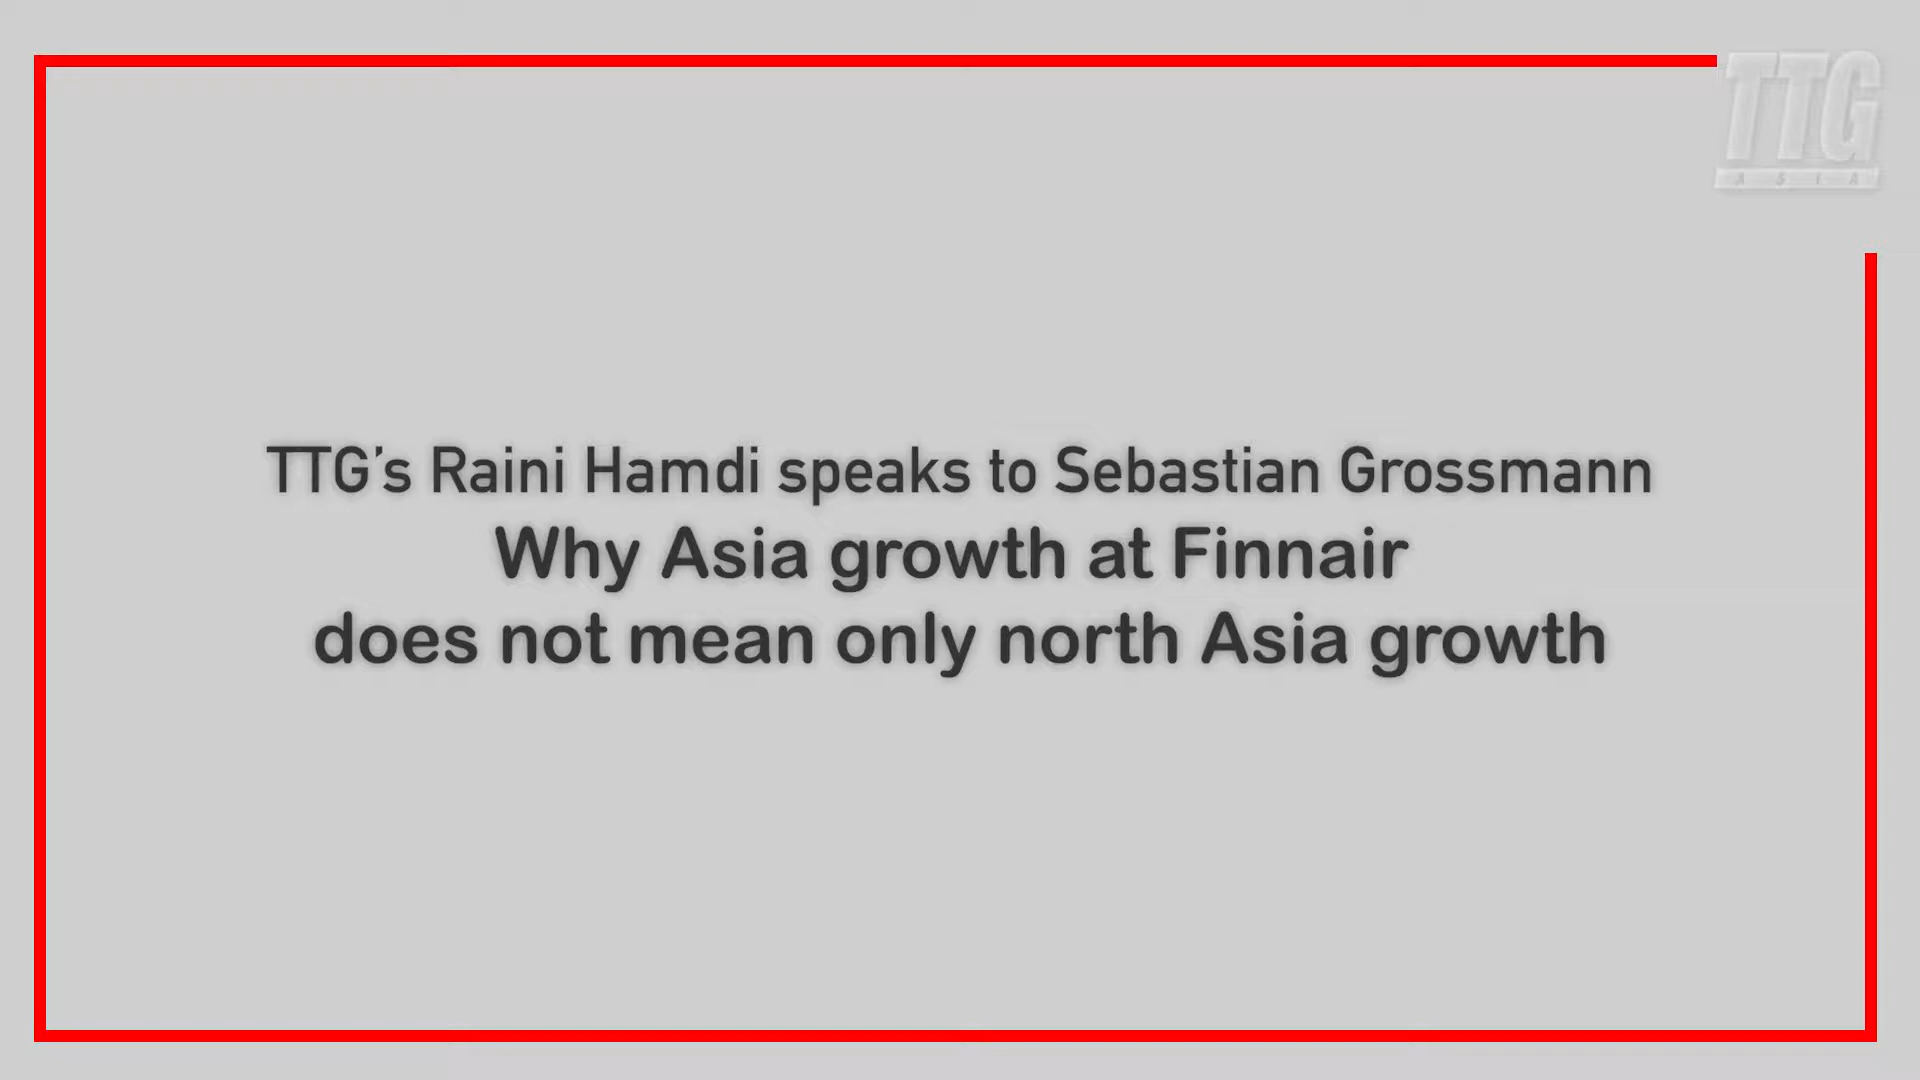 TTG
ASIA
TTG's Raini Hamdi speaks to Sebastian Grossmann
Why Asia growth at Finnair
does not mean only north Asia growth